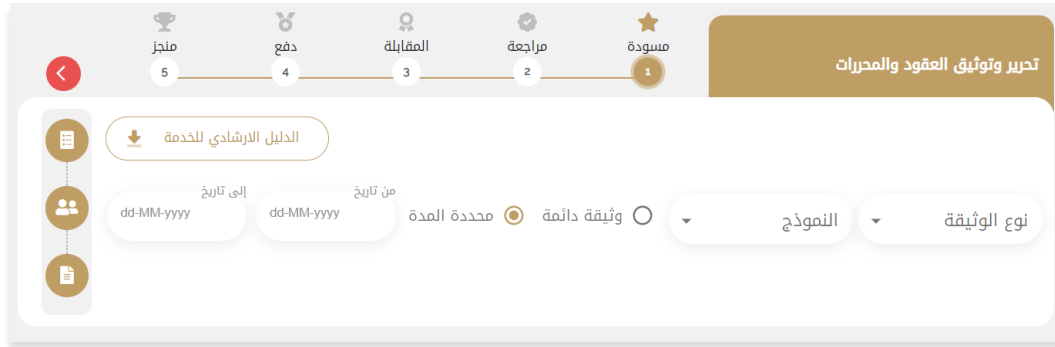 تحرير وتوثيق العقود والمحررات
مسودة
1
مراجعة
2
المقابلة
3
دفع
4
منجز
5
الدليل الارشادي للخدمة
نوع الوثيقة
النموذج
وثيقة دائمة
محددة المدة
من تاريخ
dd-MM-yyyy
إلى تاريخ
dd-MM-yyyy